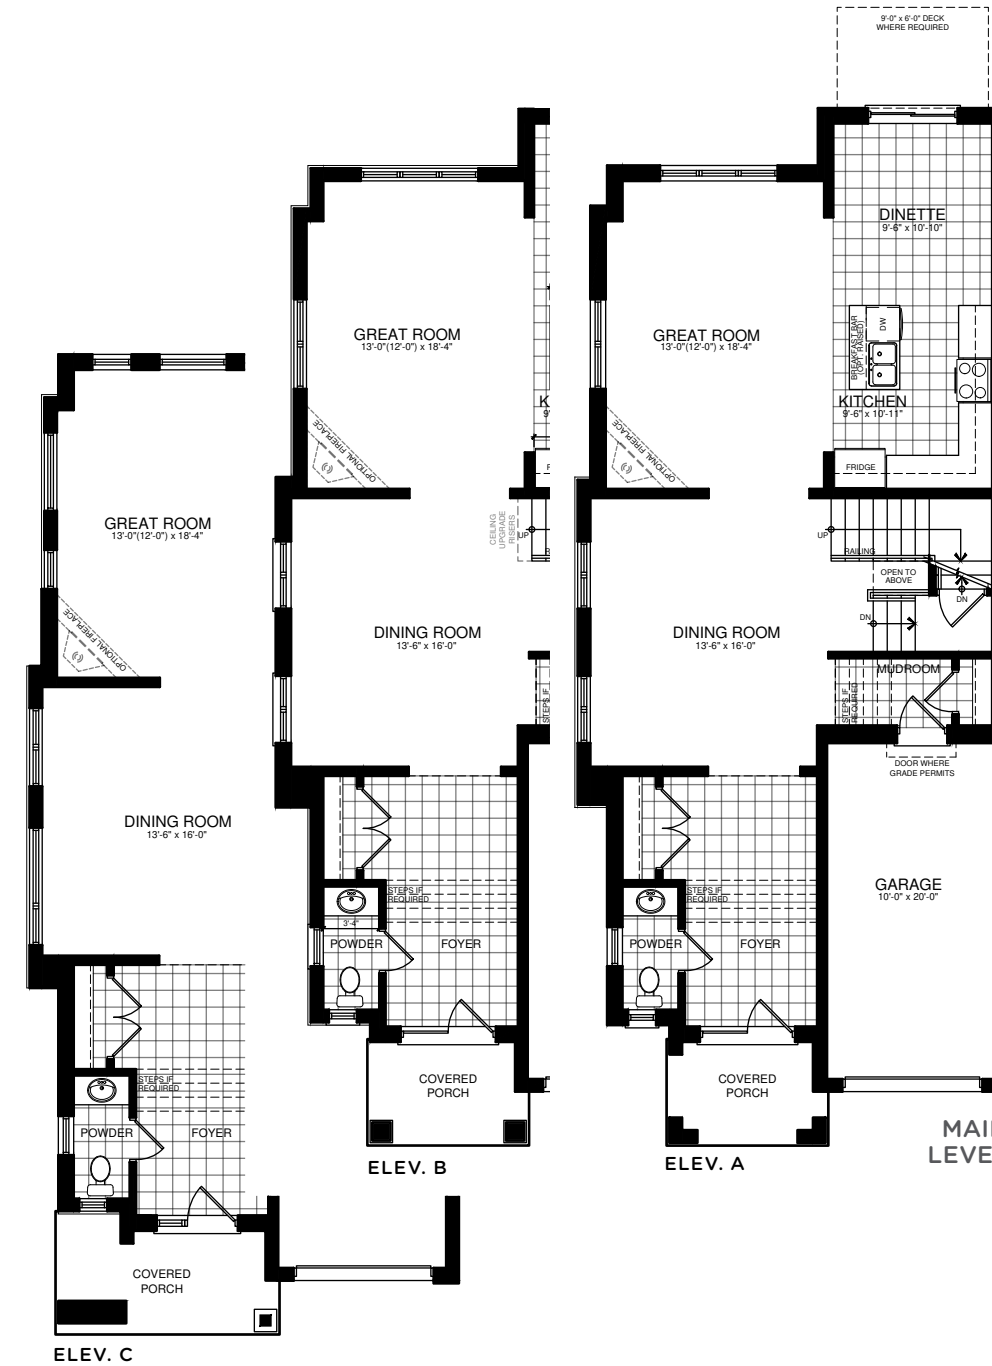 9'-0" x 6'-0" DECK
WHERE REQUIRED
DINETTE
9'-6" x 10'-10"
GREAT ROOM
13'-0"(12'-0") x 18'-4"
GREAT ROOM
13'-0"(12'-0") x 18'-4"
BREAKFAST BAR
(OPT. RAISED)
DW
KITCHEN
9'-6" x 10'-11"
K
9'
OPTIONAL FIREPLACE
OPTIONAL FIREPLACE
FRIDGE
F
GREAT ROOM
13'-0"(12'-0") x 18'-4"
CEILING
UPGRADE
RISERS
UP
UP
RAILING
OPEN TO
ABOVE
DN
DN
OPTIONAL FIREPLACE
DINING ROOM
13'-6" x 16'-0"
DINING ROOM
13'-6" x 16'-0"
MUDROOM
STEPS IF
STEPS IF
REQUIRED
DOOR WHERE
GRADE PERMITS
DINING ROOM
13'-6" x 16'-0"
STEPS IF
REQUIRED
STEPS IF
REQUIRED
GARAGE
10'-0" x 20'-0"
3'-4"
POWDER
FOYER
POWDER
FOYER
STEPS IF
REQUIRED
COVERED
PORCH
COVERED
PORCH
POWDER
FOYER
MAI
LEVE
ELEV. B
ELEV. A
COVERED
PORCH
ELEV. C